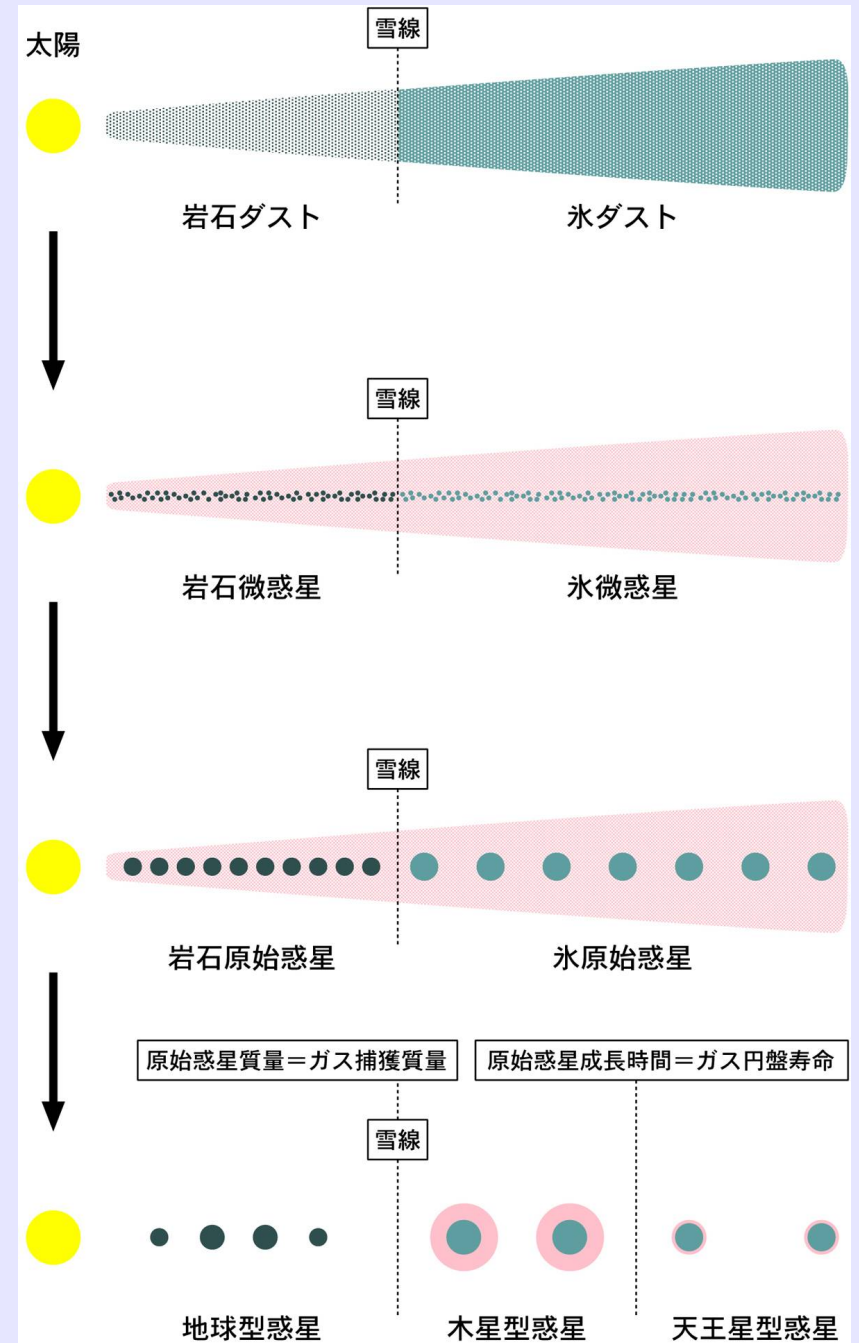 太陽
雪線
岩石ダスト
氷ダスト
雪線
岩石微惑星
氷微惑星
雪線
岩石原始惑星
氷原始惑星
原始惑星質量＝ガス捕獲質量
原始惑星成長時間＝ガス円盤寿命
雪線
地球型惑星
木星型惑星
天王星型惑星